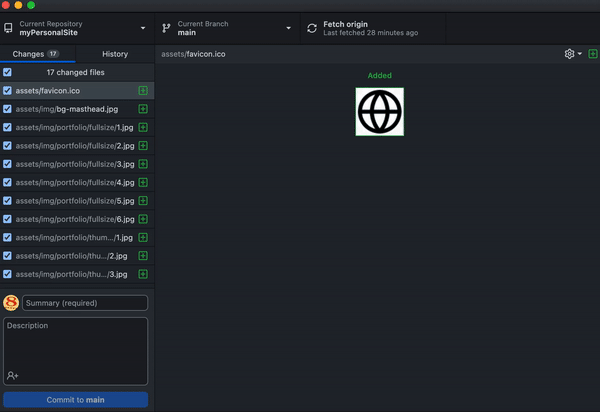 Current Repository
myPersonalSite
Current Branch
main
Fetch origin
Last fetched 28 minutes ago
Changes 17
History
17 changed files
assets/favicon.ico
assets/img/bg-masthead.jpg
assets/img/portfolio/fullsize/1.jpg
assets/img/portfolio/fullsize/2.jpg
assets/img/portfolio/fullsize/3.jpg
assets/img/portfolio/fullsize/4.jpg
assets/img/portfolio/fullsize/5.jpg
assets/img/portfolio/fullsize/6.jpg
assets/img/portfolio/thum.../1.jpg
assets/img/portfolio/thu.../2.jpg
assets/img/portfolio/thu.../3.jpg
Summary (required)
Description
Commit to main
assets/favicon.ico
Added